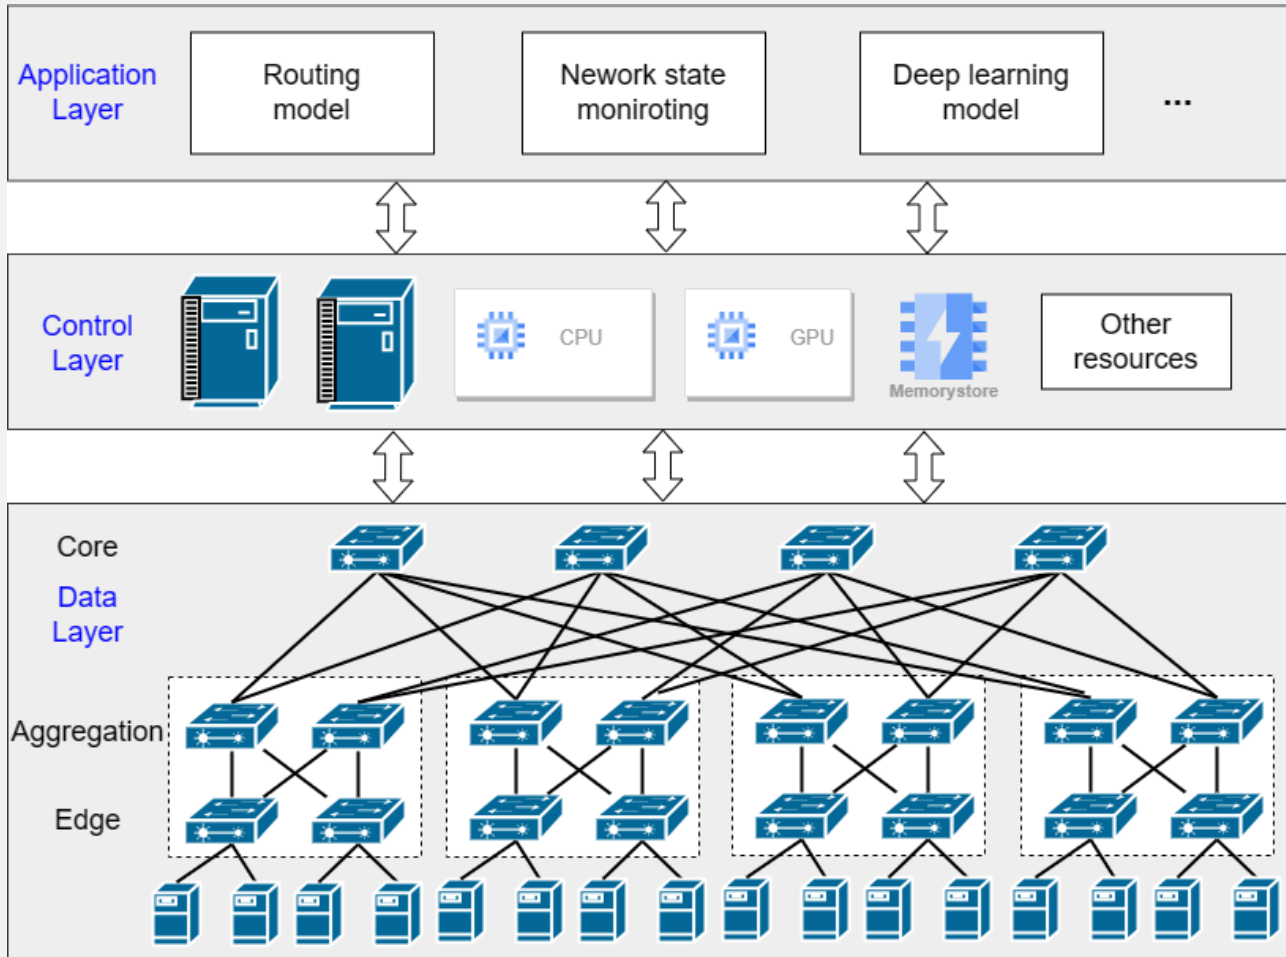 Application
Layer
Routing
model
Nework state
moniroting
Deep learning
model
...
Control
Layer
CPU
GPU
Memorystore
Other
resources
Core
Data
Layer
Aggregation
Edge